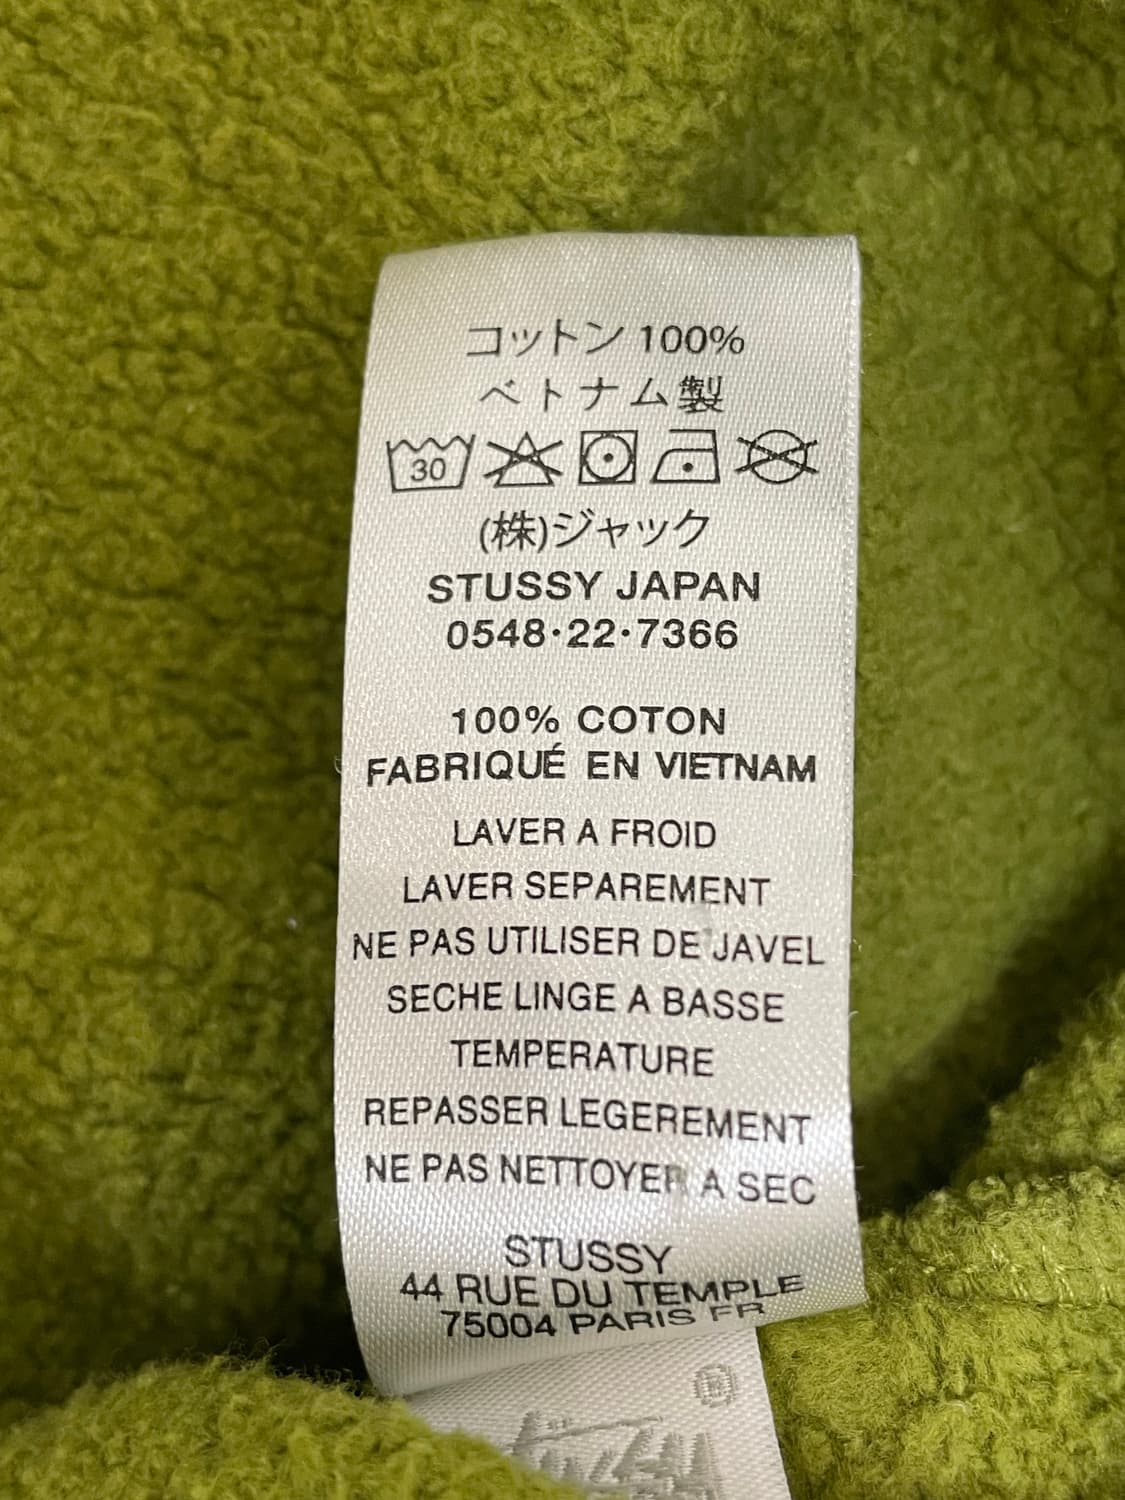 コットン 100%
ベトナム製
30
(株)ジャック
STUSSY JAPAN
0548·22·7366
100% COTON
FABRIQUÉ EN VIETNAM
LAVER A FROID
LAVER SEPAREMENT
NE PAS UTILISER DE JAVEL
SECHE LINGE A BASSE
TEMPERATURE
REPASSER LEGEREMENT
NE PAS NETTOYER A SEC
STUSSY
44 RUE DU TEMPLE
75004 PARIS FR